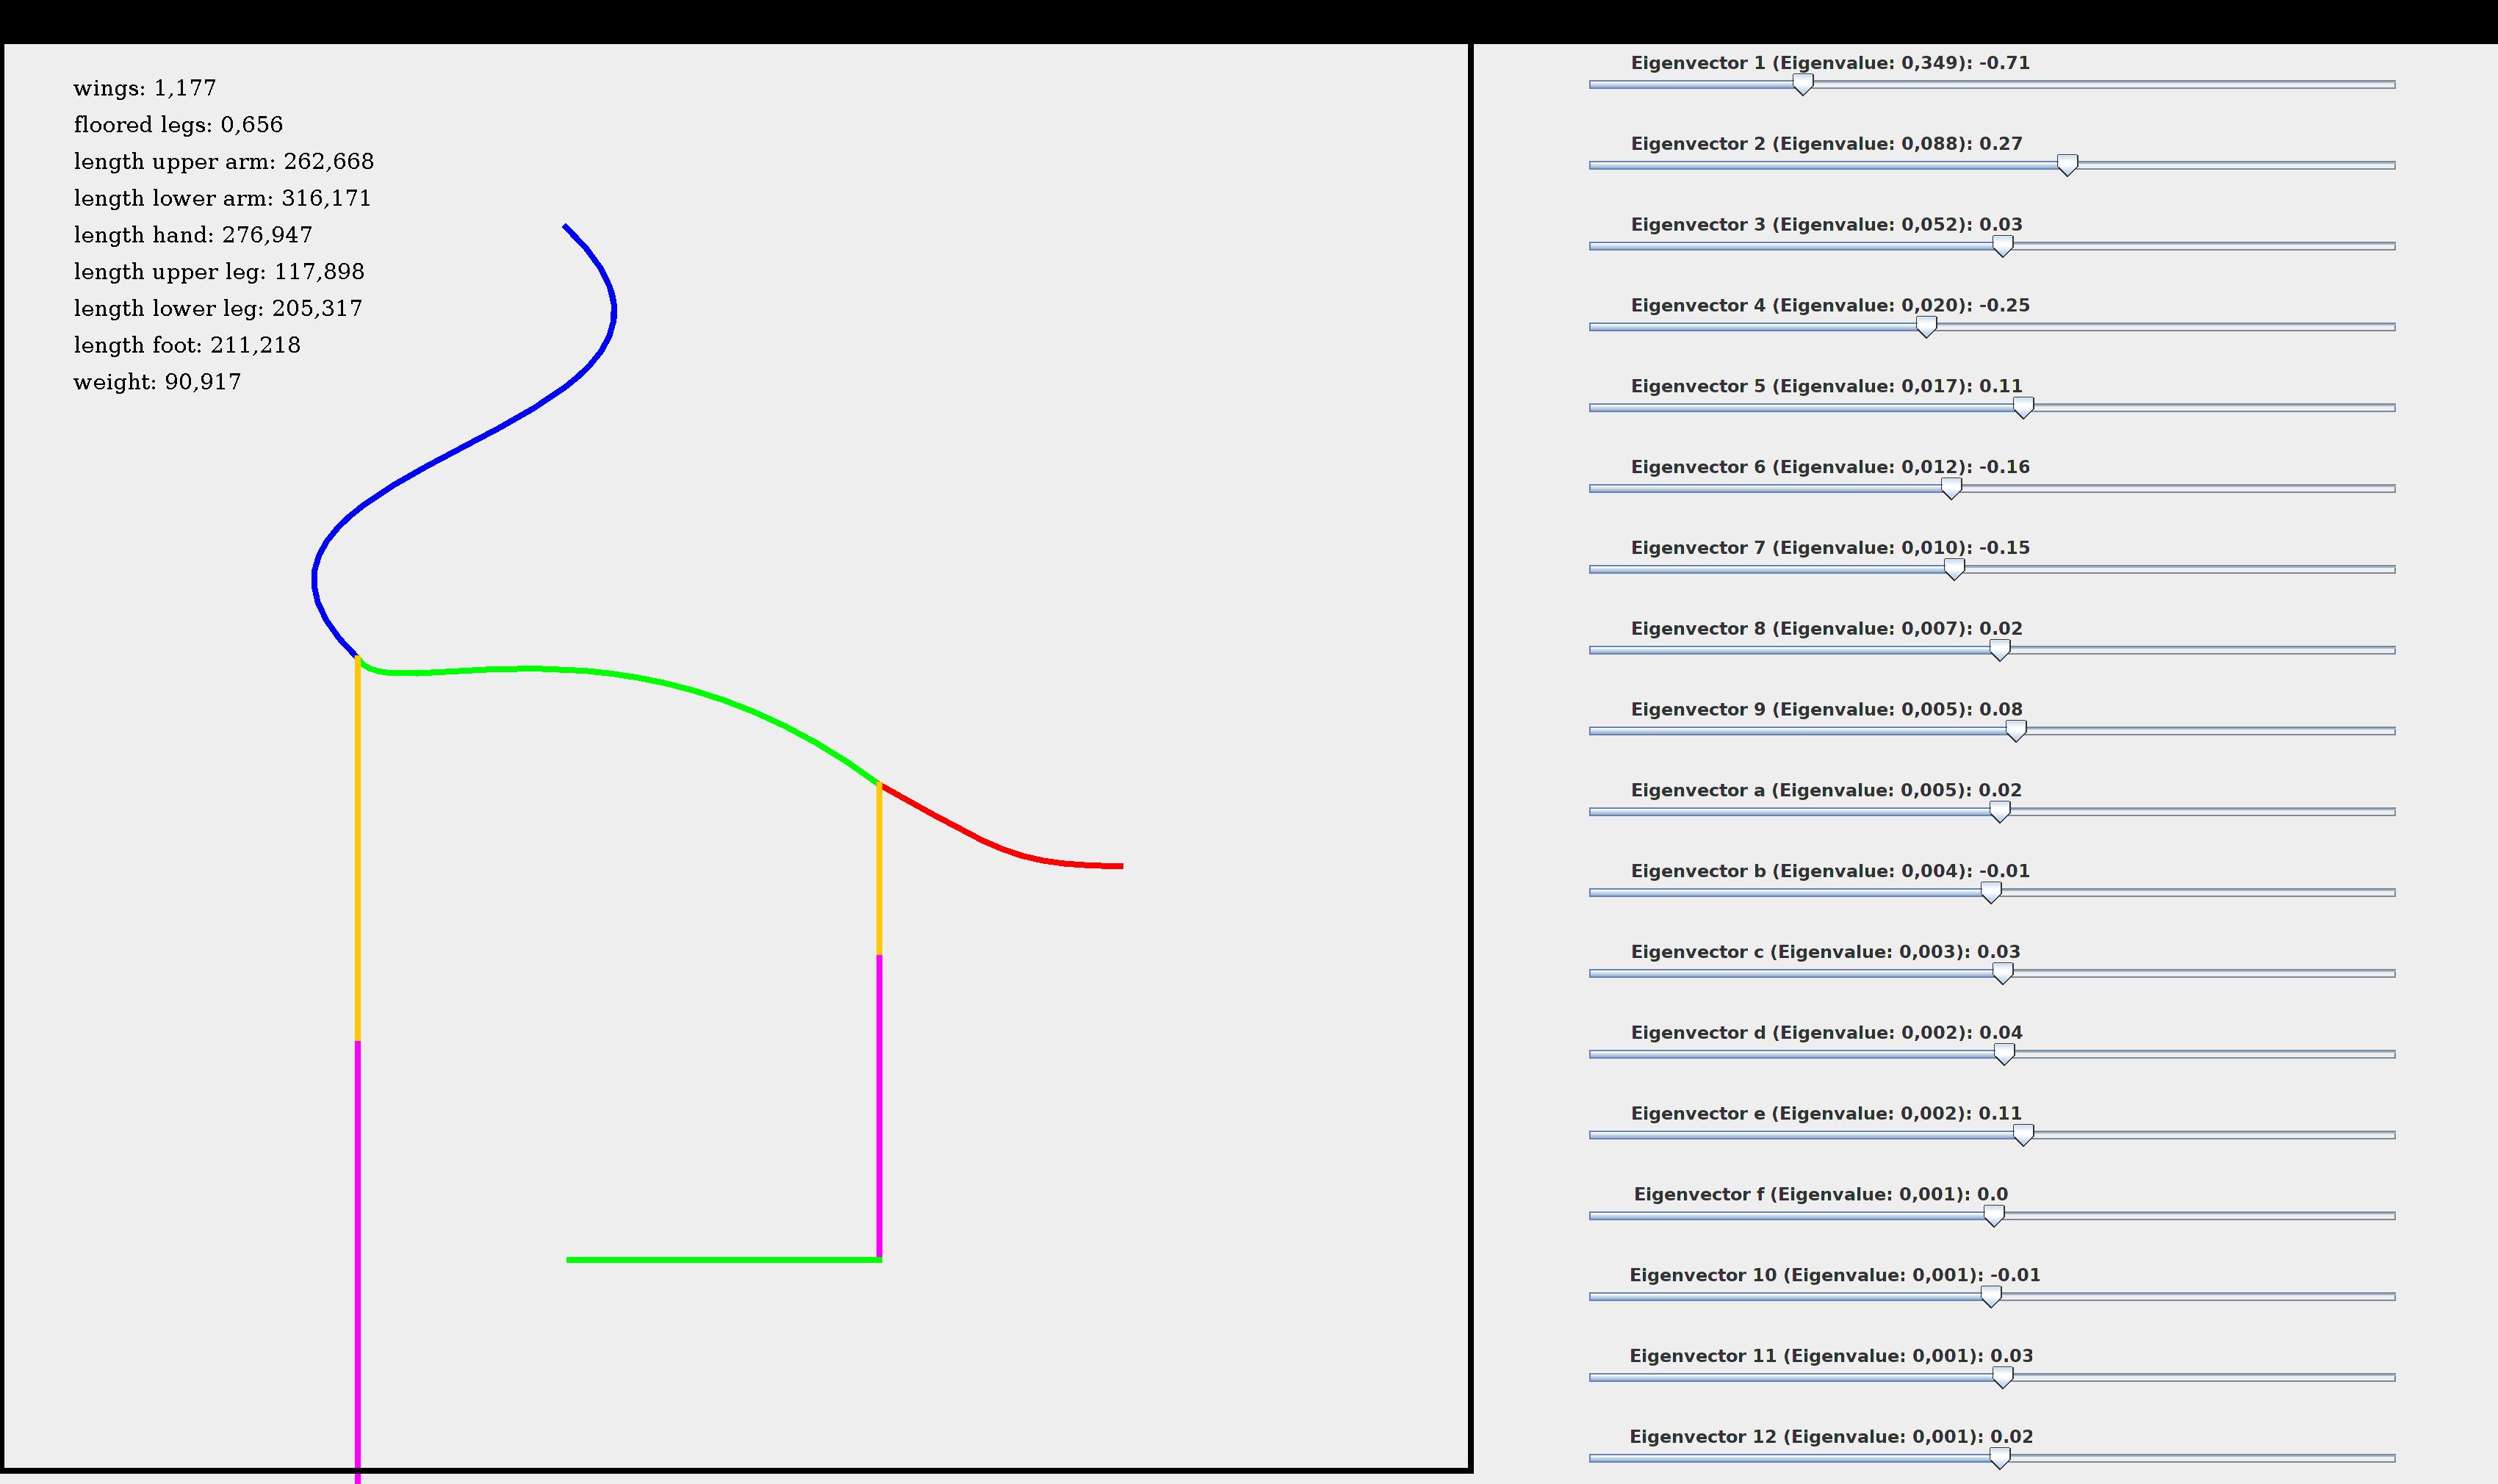 wings: 1,177
floored legs: 0,656
length upper arm: 262,668
length lower arm: 316,171
length hand: 276,947
length upper leg: 117,898
length lower leg: 205,317
length foot: 211,218
weight: 90,917
Eigenvector 1 (Eigenvalue: 0,349): -0.71
Eigenvector 2 (Eigenvalue: 0,088): 0.27
Eigenvector 3 (Eigenvalue: 0,052): 0.03
Eigenvector 4 (Eigenvalue: 0,020): -0.25
Eigenvector 5 (Eigenvalue: 0,017): 0.11
Eigenvector 6 (Eigenvalue: 0,012): -0.16
Eigenvector 7 (Eigenvalue: 0,010): -0.15
Eigenvector 8 (Eigenvalue: 0,007): 0.02
Eigenvector 9 (Eigenvalue: 0,005): 0.08
Eigenvector a (Eigenvalue: 0,005): 0.02
Eigenvector b (Eigenvalue: 0,004): -0.01
Eigenvector c (Eigenvalue: 0,003): 0.03
Eigenvector d (Eigenvalue: 0,002): 0.04
Eigenvector e (Eigenvalue: 0,002): 0.11
Eigenvector f (Eigenvalue: 0,001): 0.0
Eigenvector 10 (Eigenvalue: 0,001): -0.01
Eigenvector 11 (Eigenvalue: 0,001): 0.03
Eigenvector 12 (Eigenvalue: 0,001): 0.02